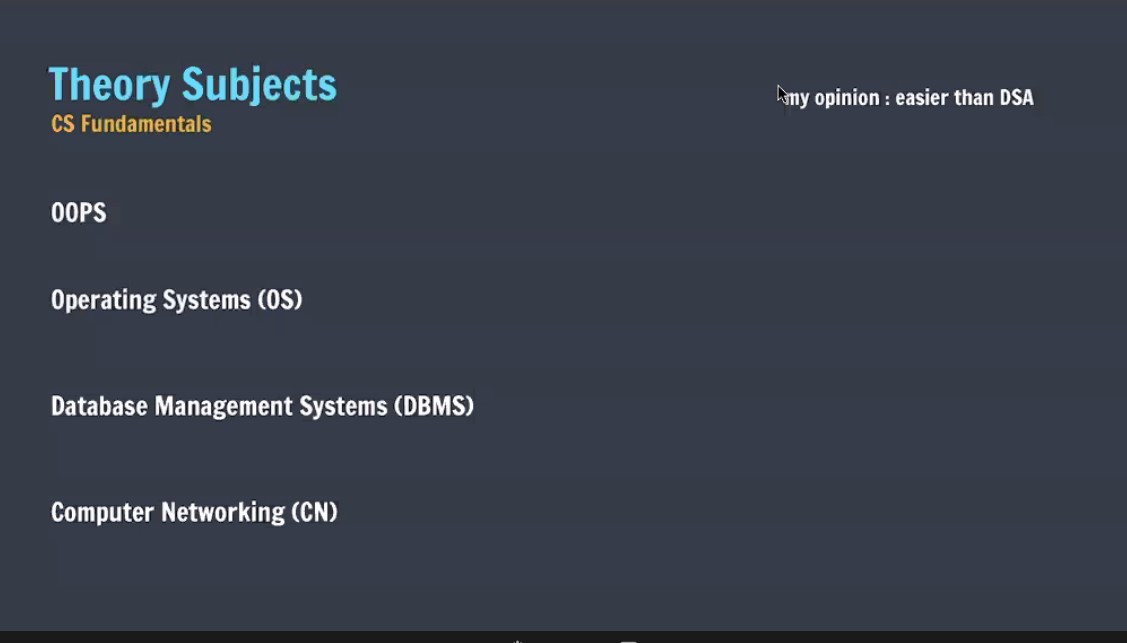 Theory Subjects
my opinion : easier than DSA
CS Fundamentals
OOPS
Operating Systems (OS)
Database Management Systems (DBMS)
Computer Networking (CN)